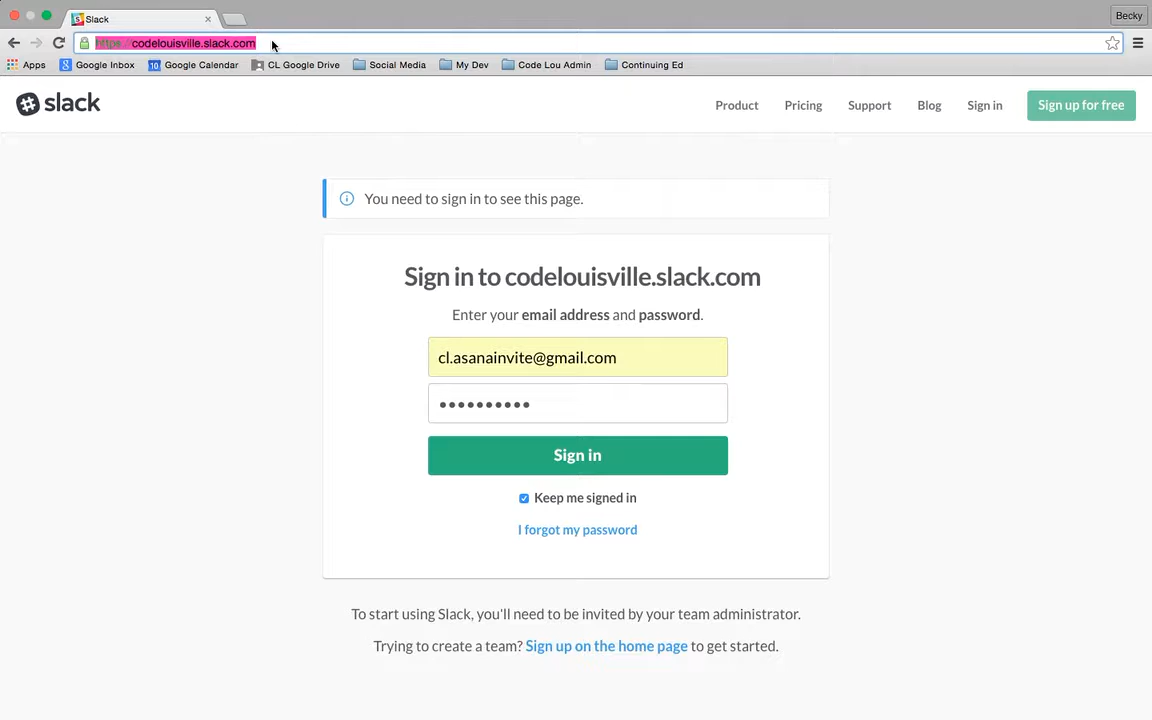 Slack
Becky
https://codelouisville.slack.com
Apps Google Inbox 10 Google Calendar CL Google Drive Social Media My Dev Code Lou Admin Continuing Ed
slack
Product Pricing Support Blog Sign in Sign up for free
You need to sign in to see this page.
Sign in to codelouisville.slack.com
Enter your email address and password.
cl.asanainvite@gmail.com
••••••••••
Sign in
Keep me signed in
I forgot my password
To start using Slack, you'll need to be invited by your team administrator.
Trying to create a team? Sign up on the home page to get started.